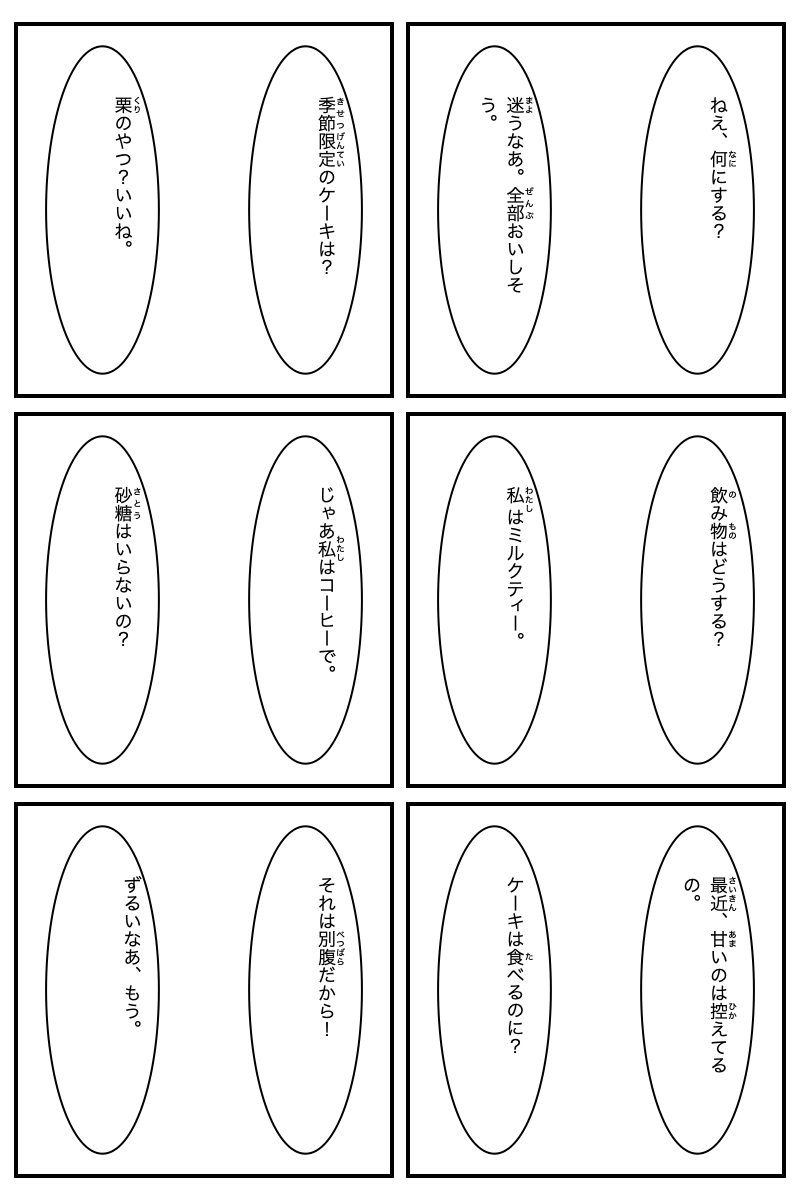 ねえ、何にする？
迷うなあ。全部おいしそ
う。
季節限定のケーキは？
栗のやつ？いいね。
飲み物はどうする？
私はミルクティー。
じゃあ私はコーヒーで。
砂糖はいらないの？
最近、甘いのは控えてる
の。
ケーキは食べるのに？
それは別腹だから！
ずるいなあ、もう。